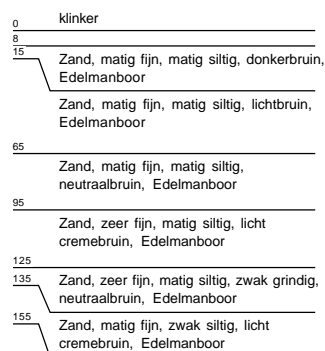 klinker
0
8
15
Zand, matig fijn, matig siltig, donkerbruin,
Edelmanboor
Zand, matig fijn, matig siltig, lichtbruin,
Edelmanboor
65
Zand, matig fijn, matig siltig,
neutraalbruin, Edelmanboor
95
Zand, zeer fijn, matig siltig, licht
cremebruin, Edelmanboor
125
135
Zand, zeer fijn, matig siltig, zwak grindig,
neutraalbruin, Edelmanboor
155
Zand, matig fijn, zwak siltig, licht
cremebruin, Edelmanboor